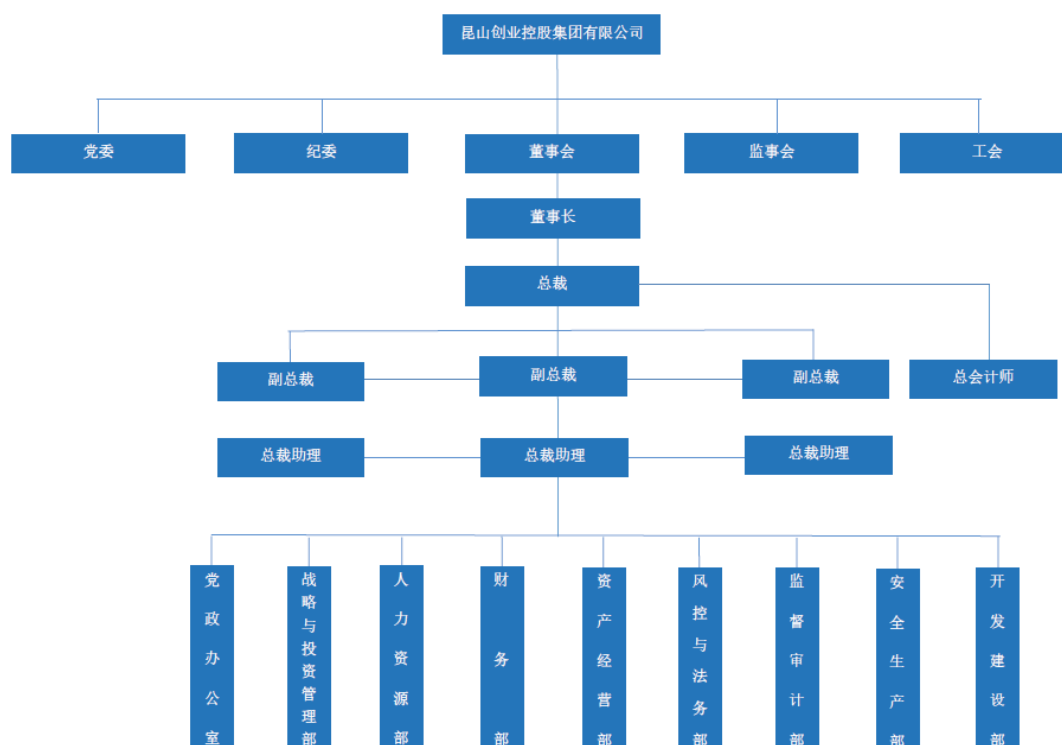 昆山创业控股集团有限公司
党委
纪委
董事会
监事会
工会
董事长
总裁
副总裁
副总裁
副总裁
总会计师
总裁助理
总裁助理
总裁助理
党政办公室
战略与投资管理部
人力资源部
财务部
资产经营部
风控与法务部
监督审计部
安全生产部
开发建设部